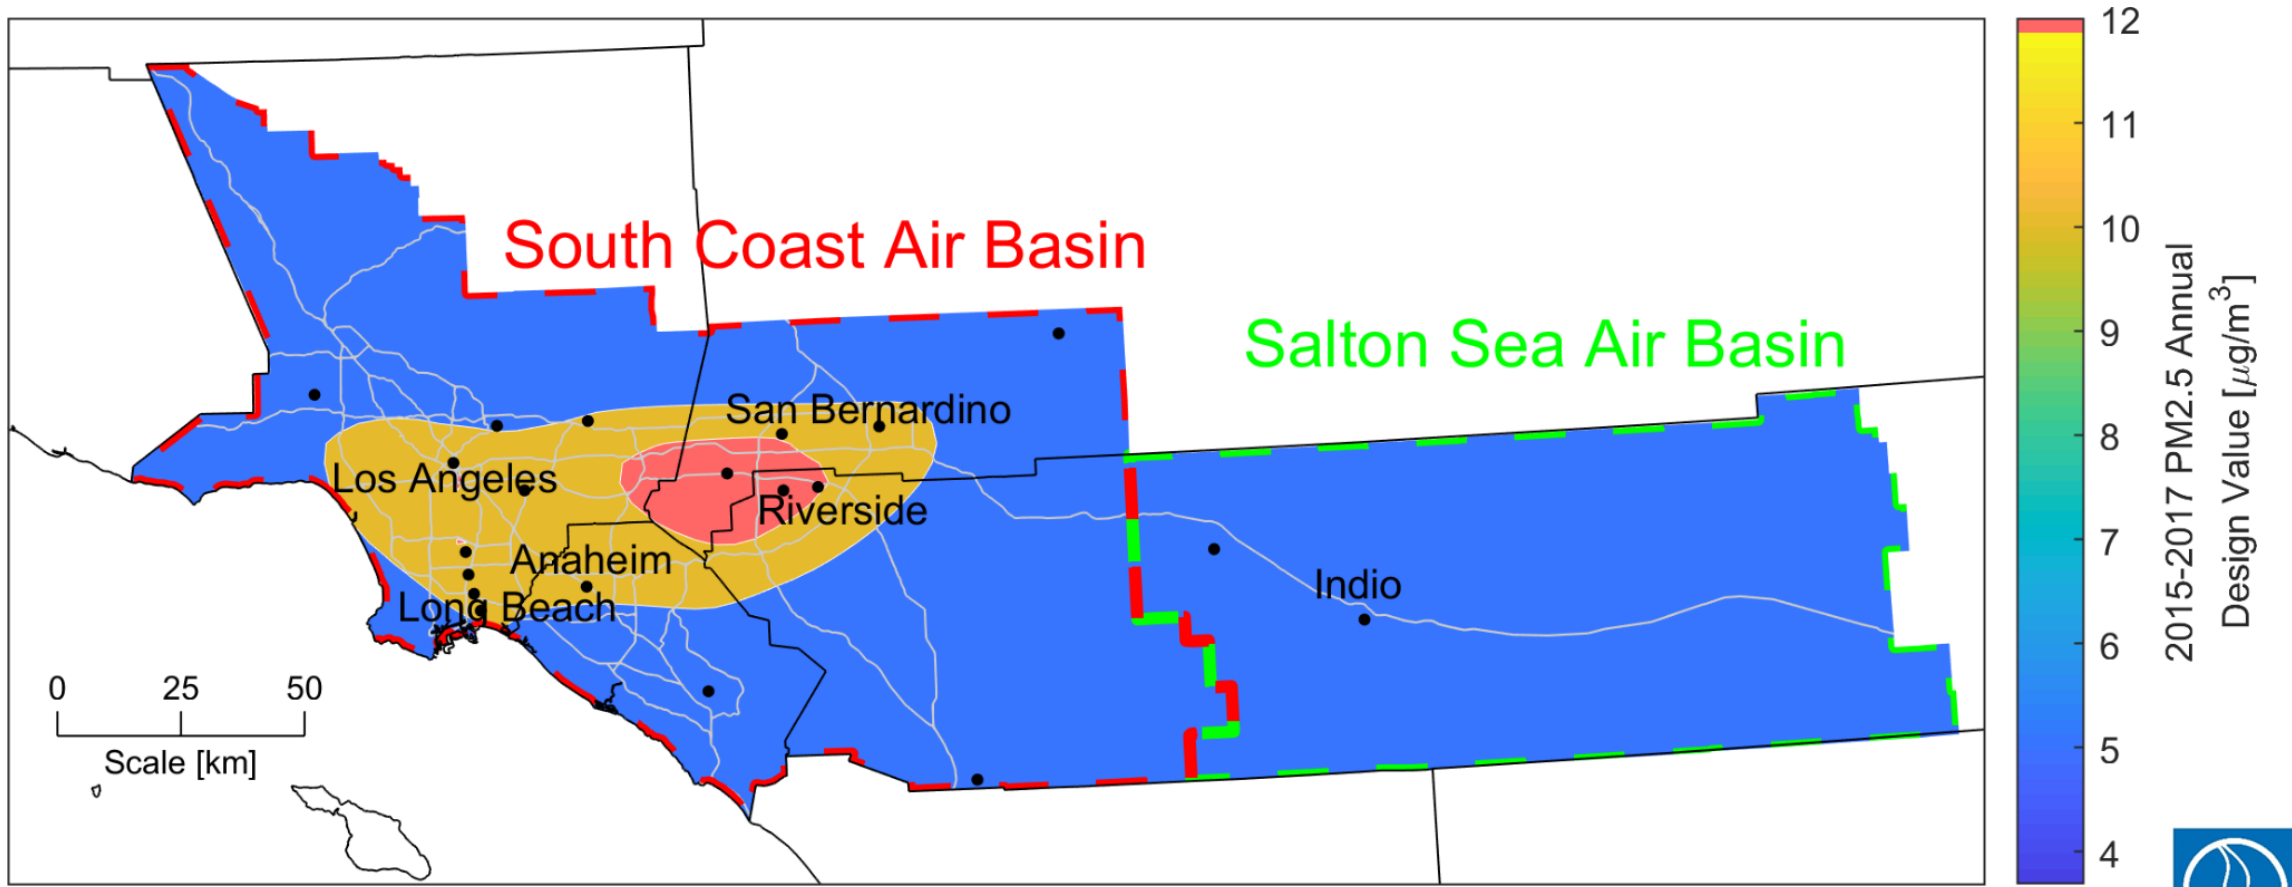 South Coast Air Basin
Salton Sea Air Basin
San Bernardino
Los Angeles
Riverside
Anaheim
Long Beach
Indio
0 25 50
Scale [km]
12
11
10
9
8
7
6
5
4
2015-2017 PM2.5 Annual
Design Value [μg/m³]